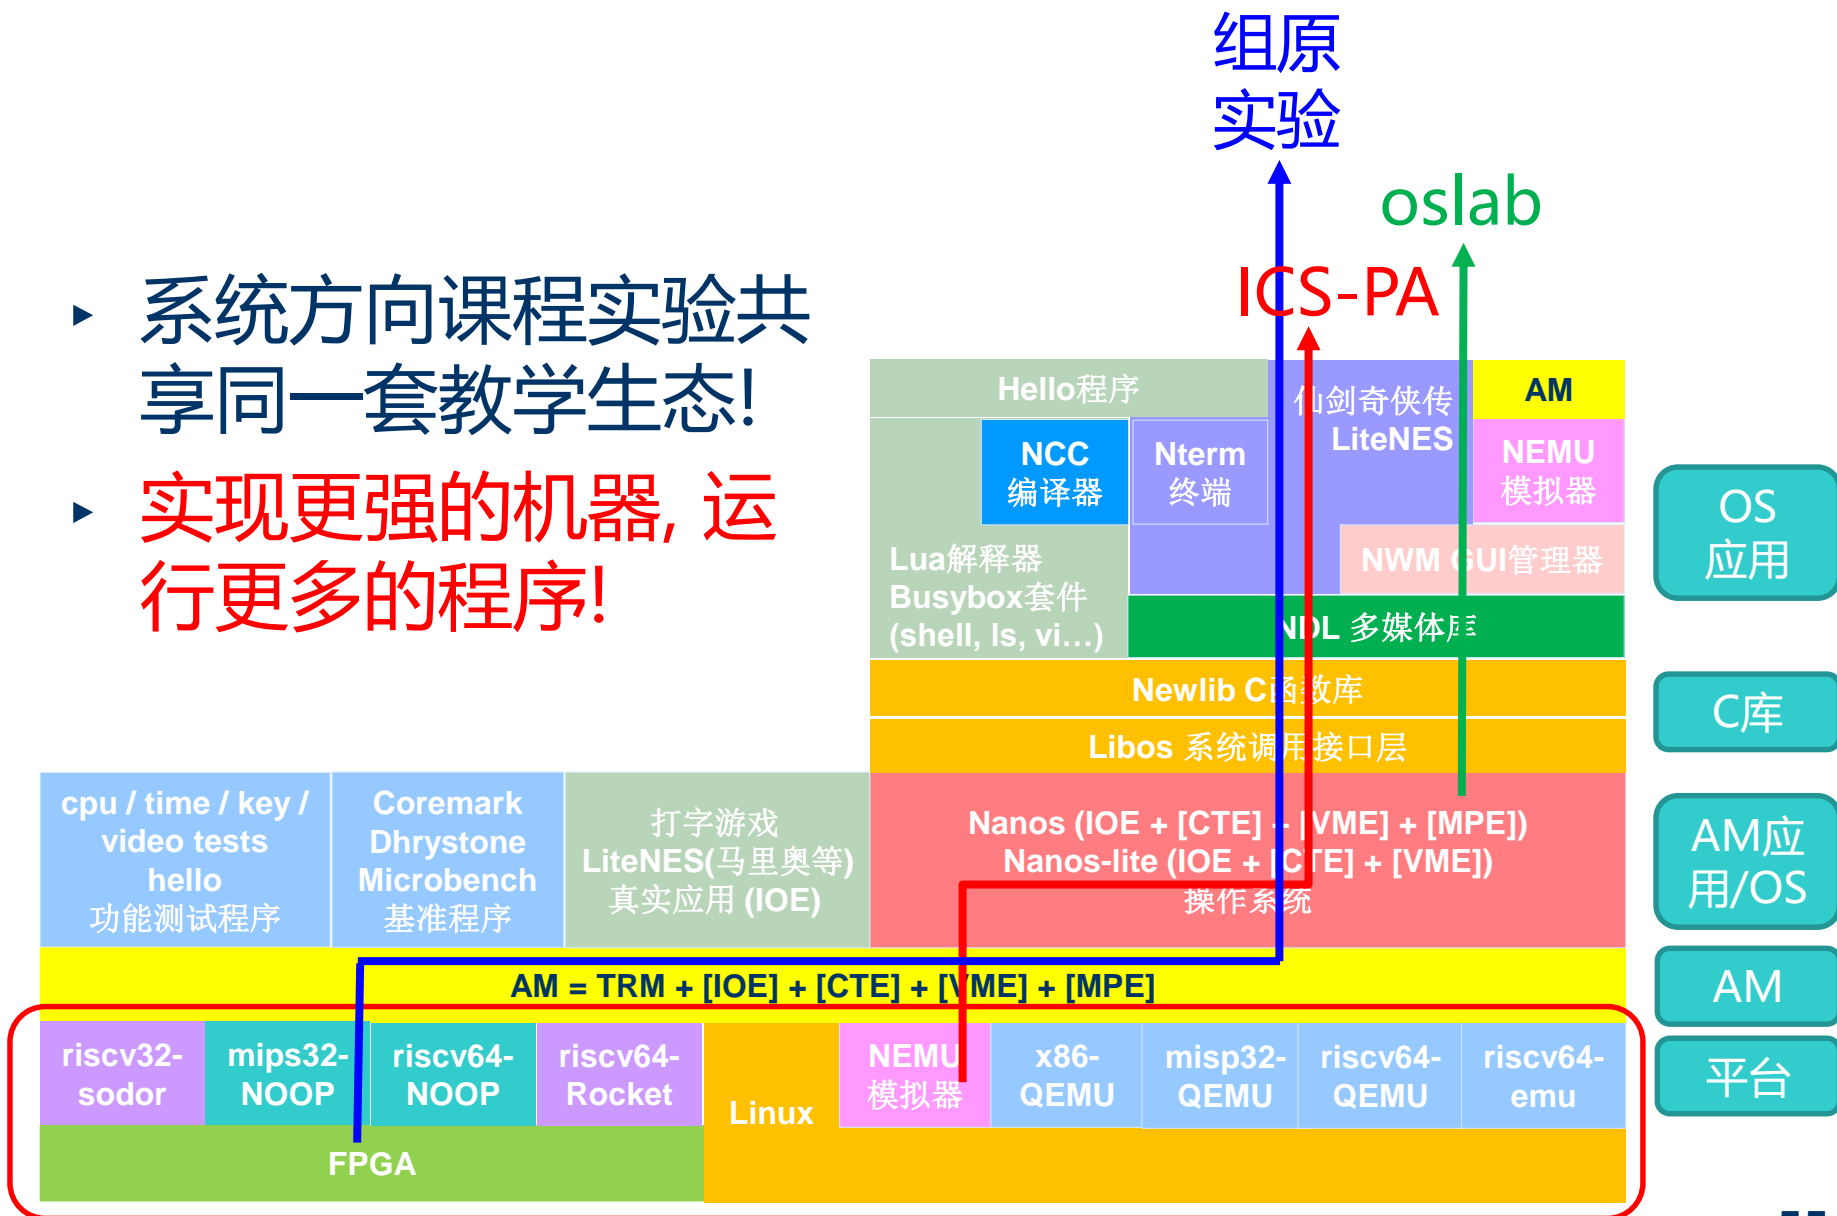 组原
实验
oslab
ICS-PA
系统方向课程实验共
享同一套教学生态!
实现更强的机器, 运
行更多的程序!
Hello程序
仙剑奇侠传
LiteNES
AM
NCC
编译器
Nterm
终端
NEMU
模拟器
Lua解释器
Busybox套件
(shell, ls, vi…)
NWM GUI管理器
NDL 多媒体库
OS
应用
Newlib C函数库
C库
Libos 系统调用接口层
cpu / time / key /
video tests
hello
功能测试程序
Coremark
Dhrystone
Microbench
基准程序
打字游戏
LiteNES(马里奥等)
真实应用 (IOE)
Nanos (IOE + [CTE] + [VME] + [MPE])
Nanos-lite (IOE + [CTE] + [VME])
操作系统
AM应
用/OS
AM = TRM + [IOE] + [CTE] + [VME] + [MPE]
AM
riscv32-
sodor
mips32-
NOOP
riscv64-
NOOP
riscv64-
Rocket
Linux
NEMU
模拟器
x86-
QEMU
misp32-
QEMU
riscv64-
QEMU
riscv64-
emu
平台
FPGA